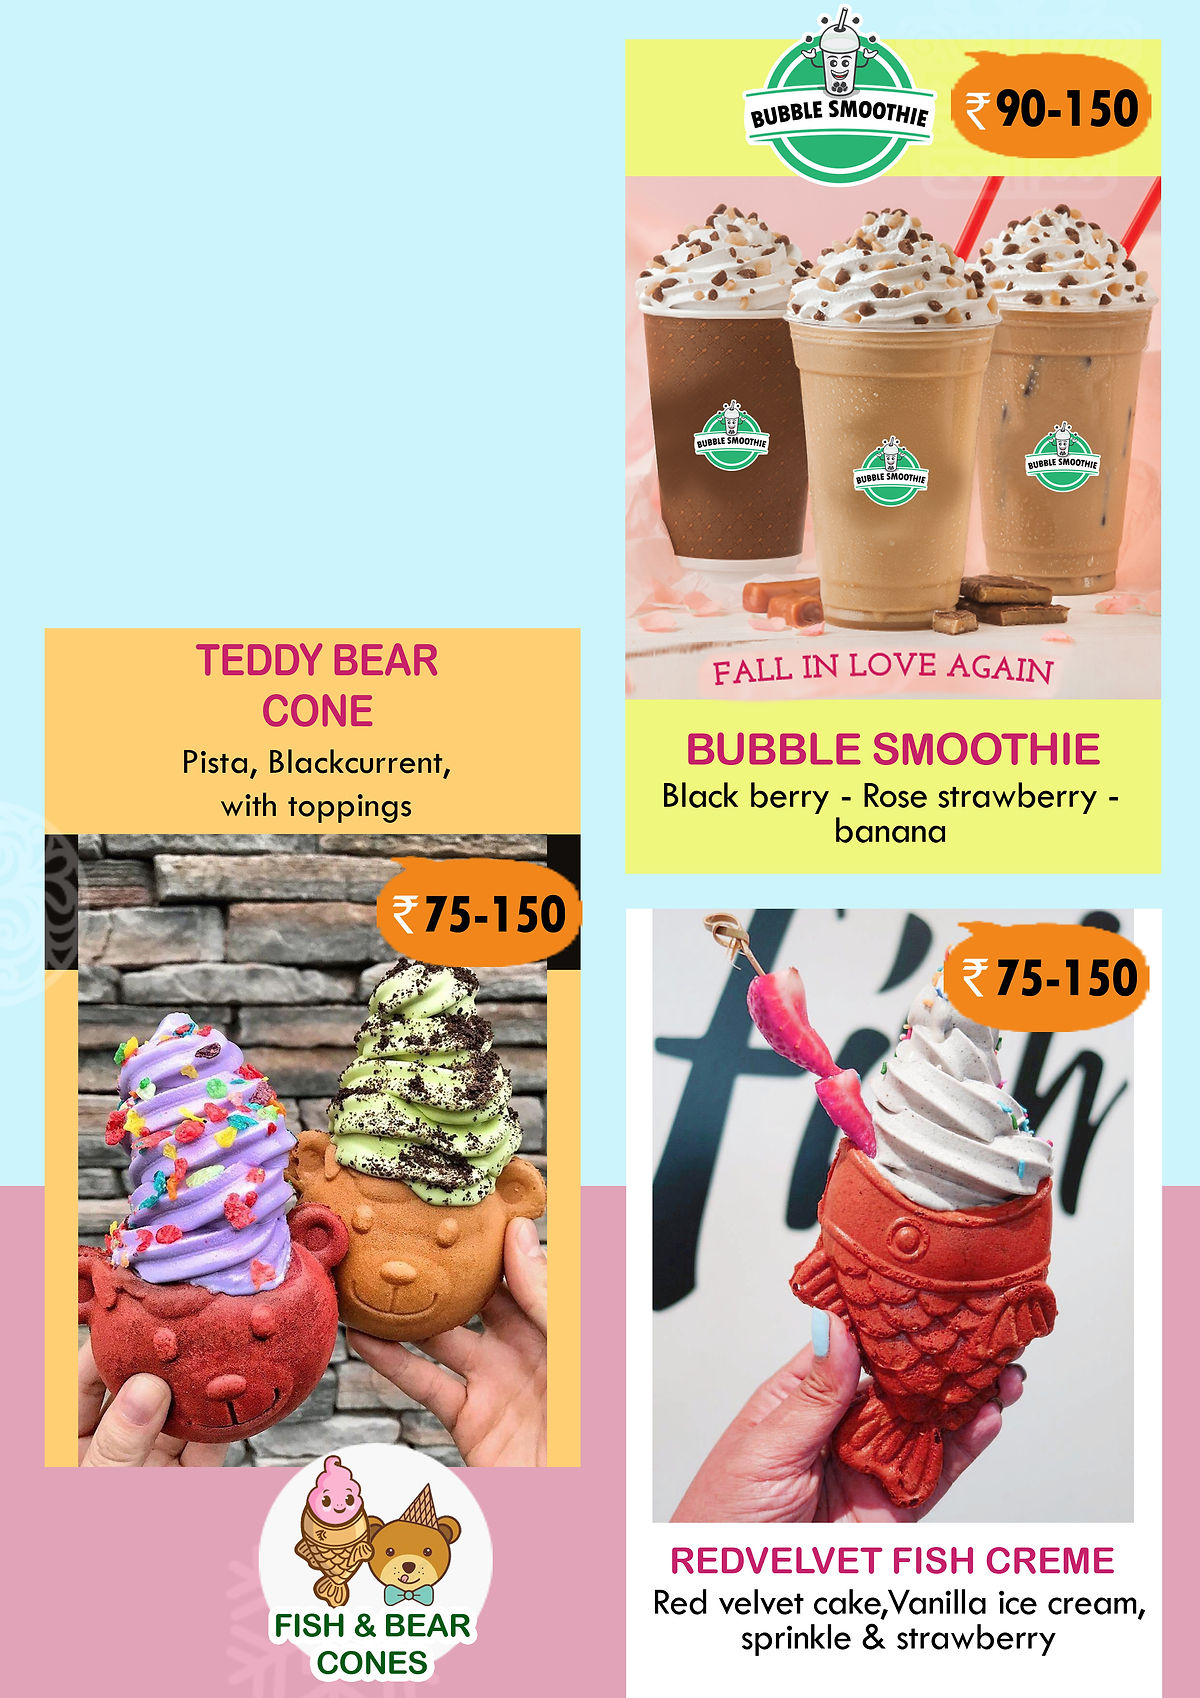 BUBBLE SMOOTHIE
₹90-150
BUBBLE SMOOTHIE
BUBBLE SMOOTHIE
BUBBLE SMOOTHIE
FALL IN LOVE AGAIN
BUBBLE SMOOTHIE
Black berry - Rose strawberry -
banana
TEDDY BEAR
CONE
Pista, Blackcurrent,
with toppings
₹75-150
FISH & BEAR
CONES
₹75-150
fish
REDVELVET FISH CREME
Red velvet cake,Vanilla ice cream,
sprinkle & strawberry